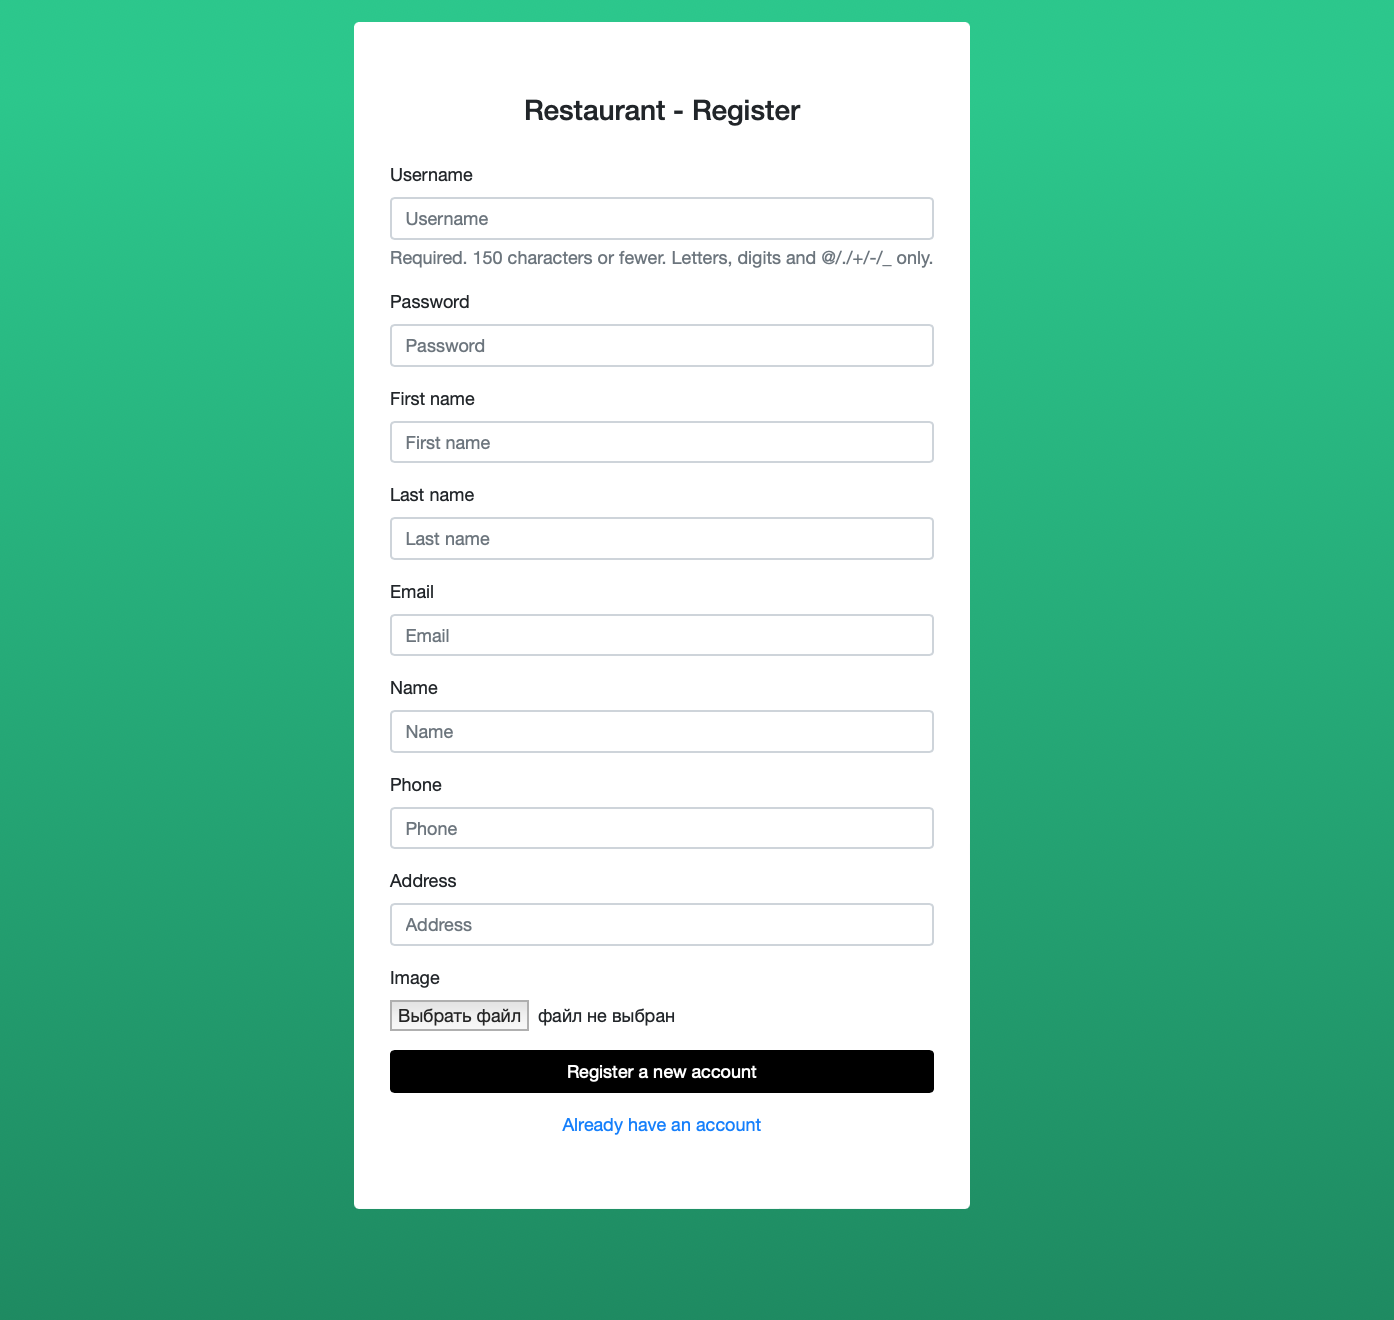 Restaurant - Register
Username
Username
Required. 150 characters or fewer. Letters, digits and @/./+/-/_ only.
Password
Password
First name
First name
Last name
Last name
Email
Email
Name
Name
Phone
Phone
Address
Address
Image
Выбрать файл файл не выбран
Register a new account
Already have an account